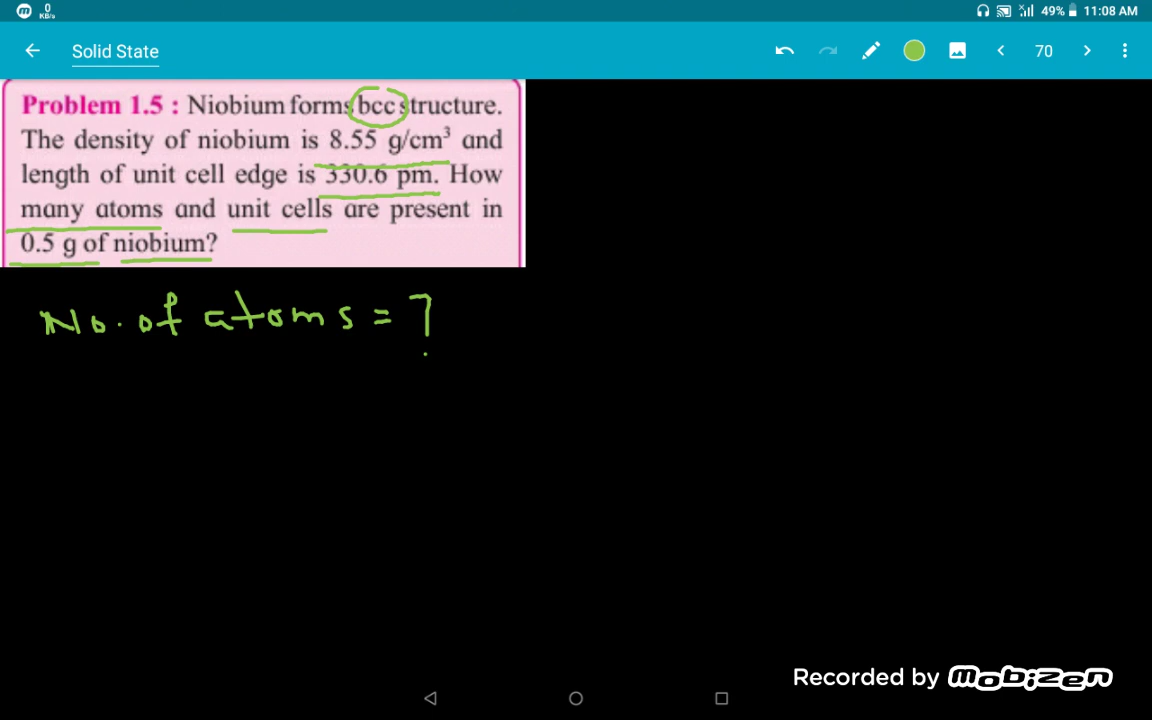 0
KB/s
49% 11:08 AM
Solid State
70
Problem 1.5 : Niobium forms bcc structure.
The density of niobium is 8.55 g/cm³ and
length of unit cell edge is 330.6 pm. How
many atoms and unit cells are present in
0.5 g of niobium?
No. of atoms = ?
Recorded by Mobizen